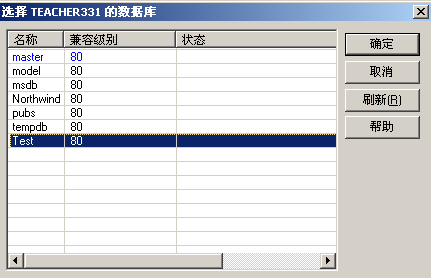 选择 TEACHER331 的数据库
名称 兼容级别 状态
master 80
model 80
msdb 80
Northwind 80
pubs 80
tempdb 80
Test 80
确定
取消
刷新(R)
帮助